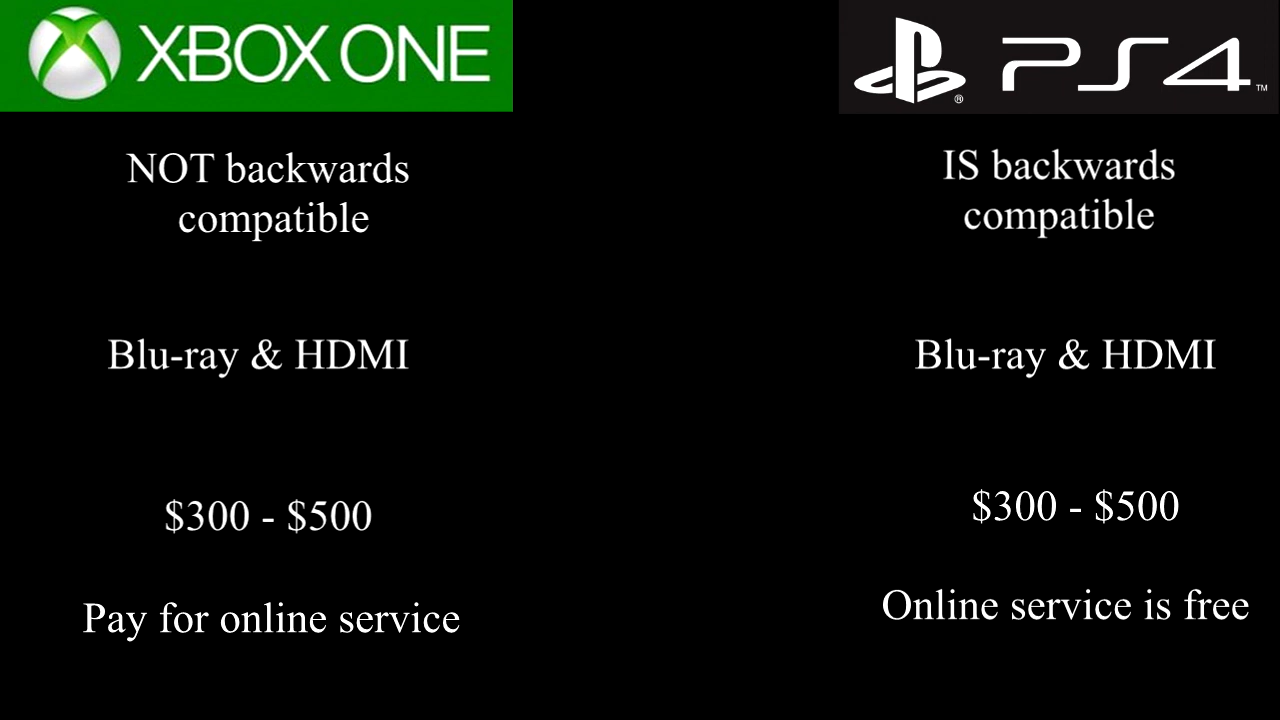 XBOX ONE
PS4™
®
NOT backwards
compatible
IS backwards
compatible
Blu-ray & HDMI
Blu-ray & HDMI
$300 - $500
$300 - $500
Pay for online service
Online service is free